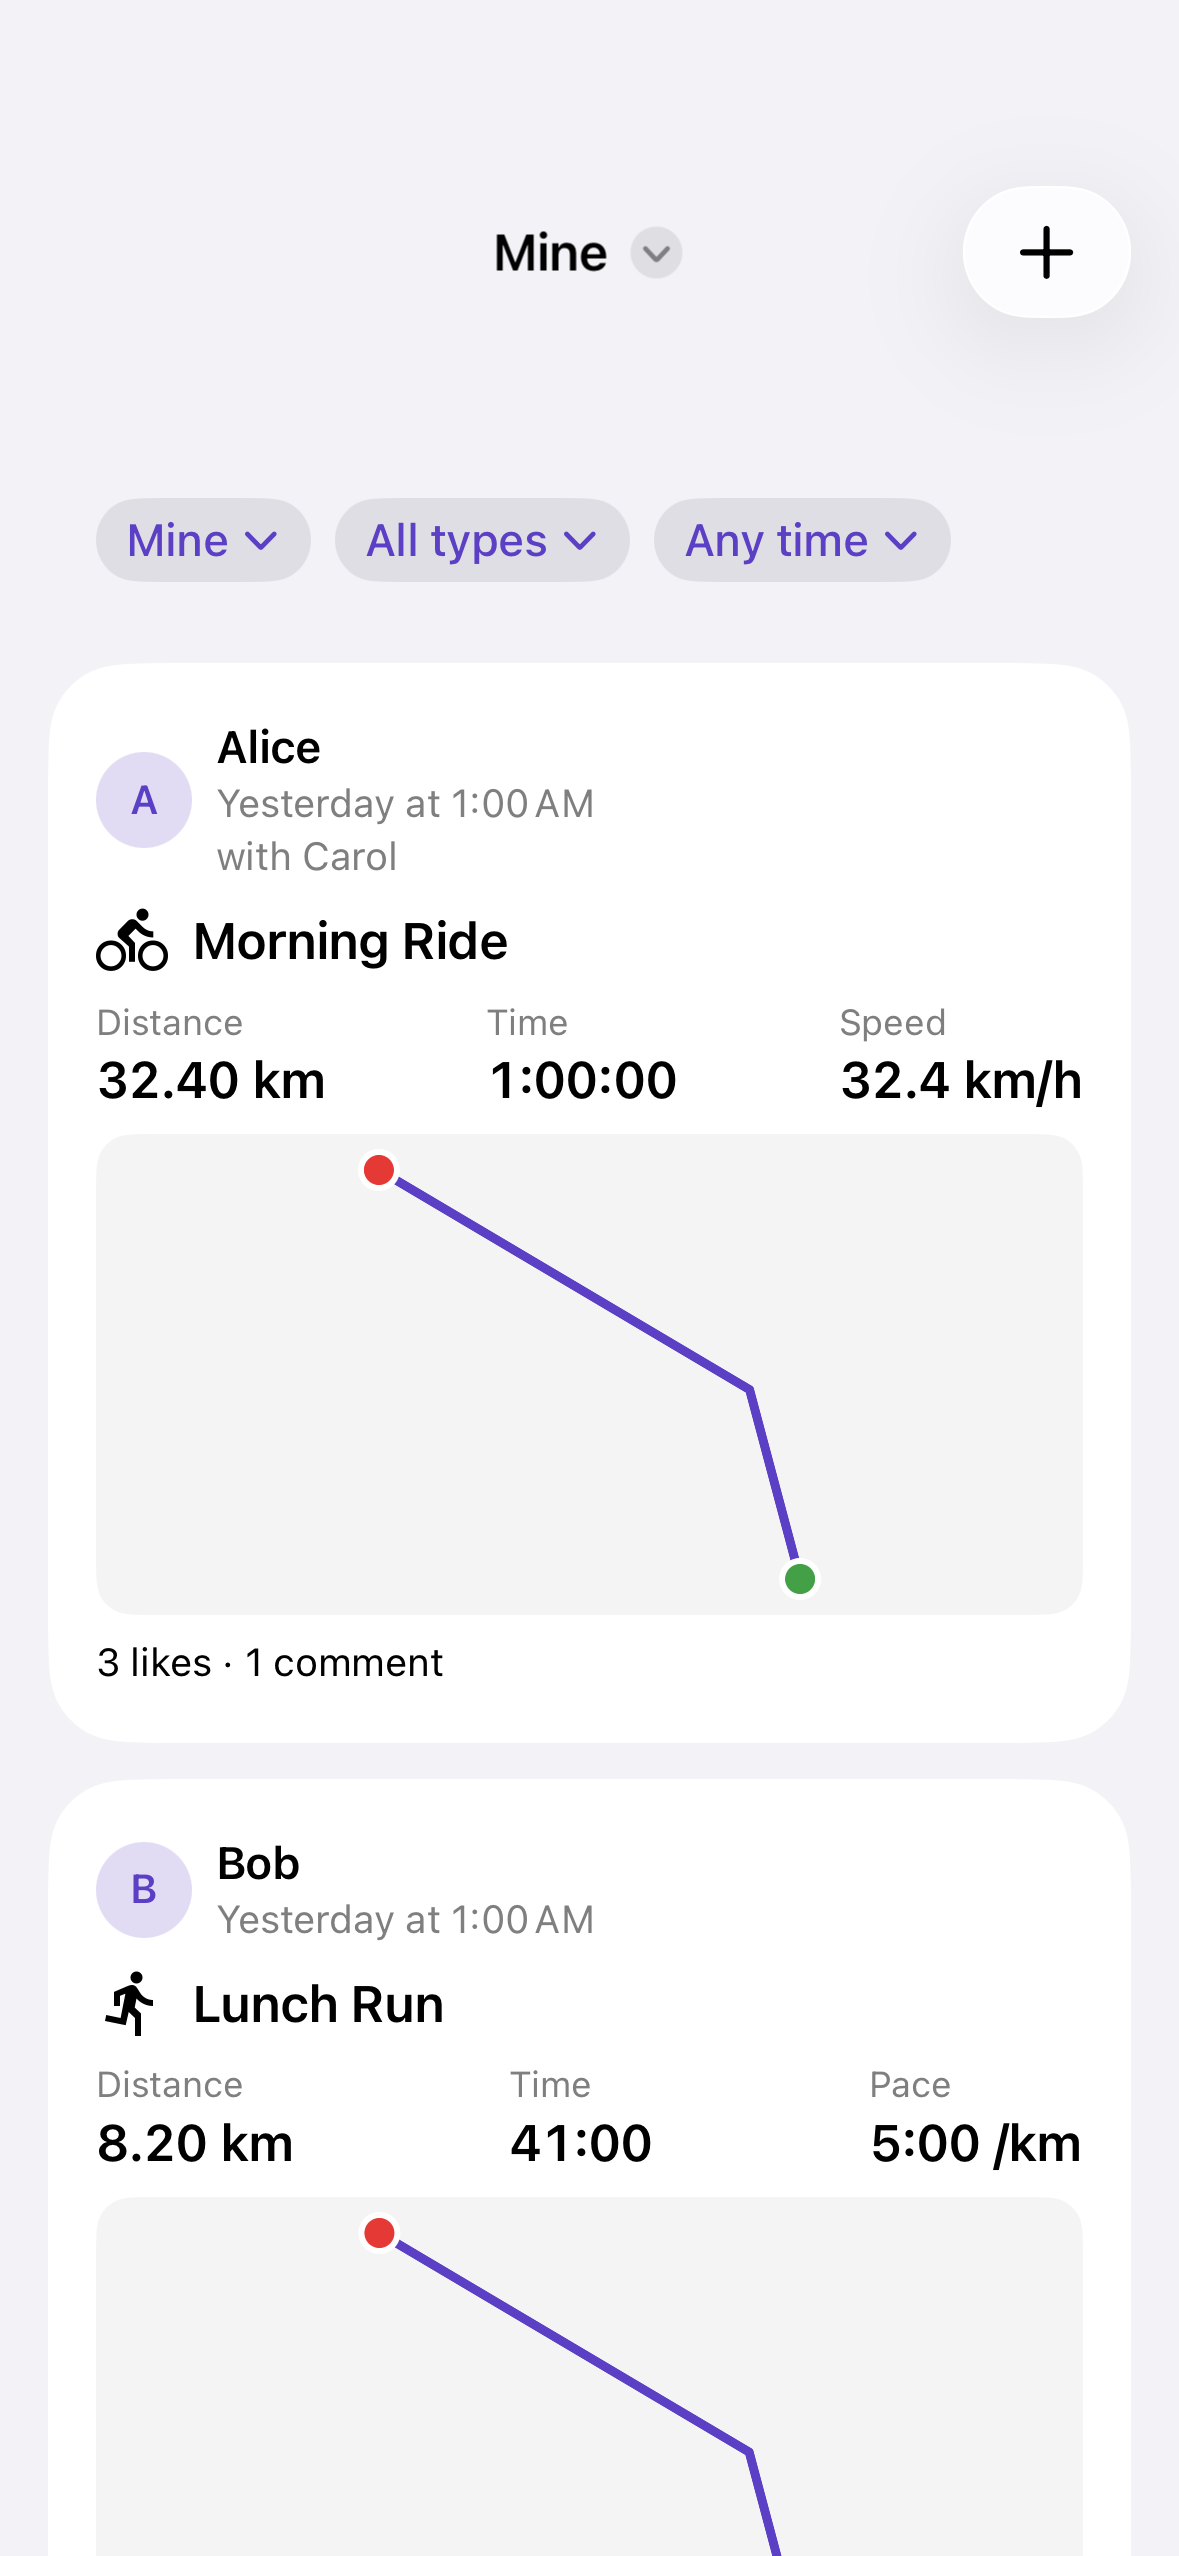 Mine
Mine
All types
Any time
A
Alice
Yesterday at 1:00 AM
with Carol
Morning Ride
Distance
Time
Speed
32.40 km
1:00:00
32.4 km/h
3 likes · 1 comment
B
Bob
Yesterday at 1:00 AM
Lunch Run
Distance
Time
Pace
8.20 km
41:00
5:00 /km